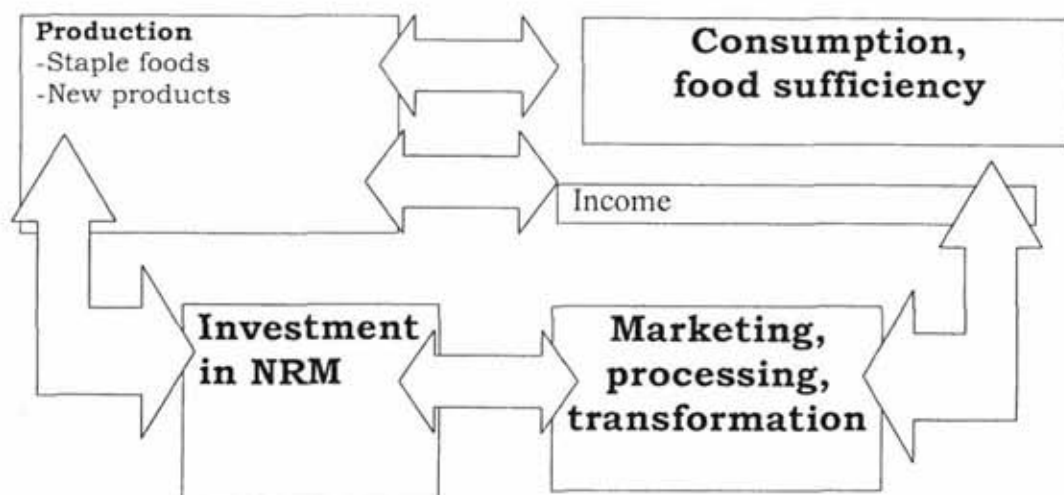 Production
-Staple foods
-New products
Consumption,
food sufficiency
Income
Investment
in NRM
Marketing,
processing,
transformation